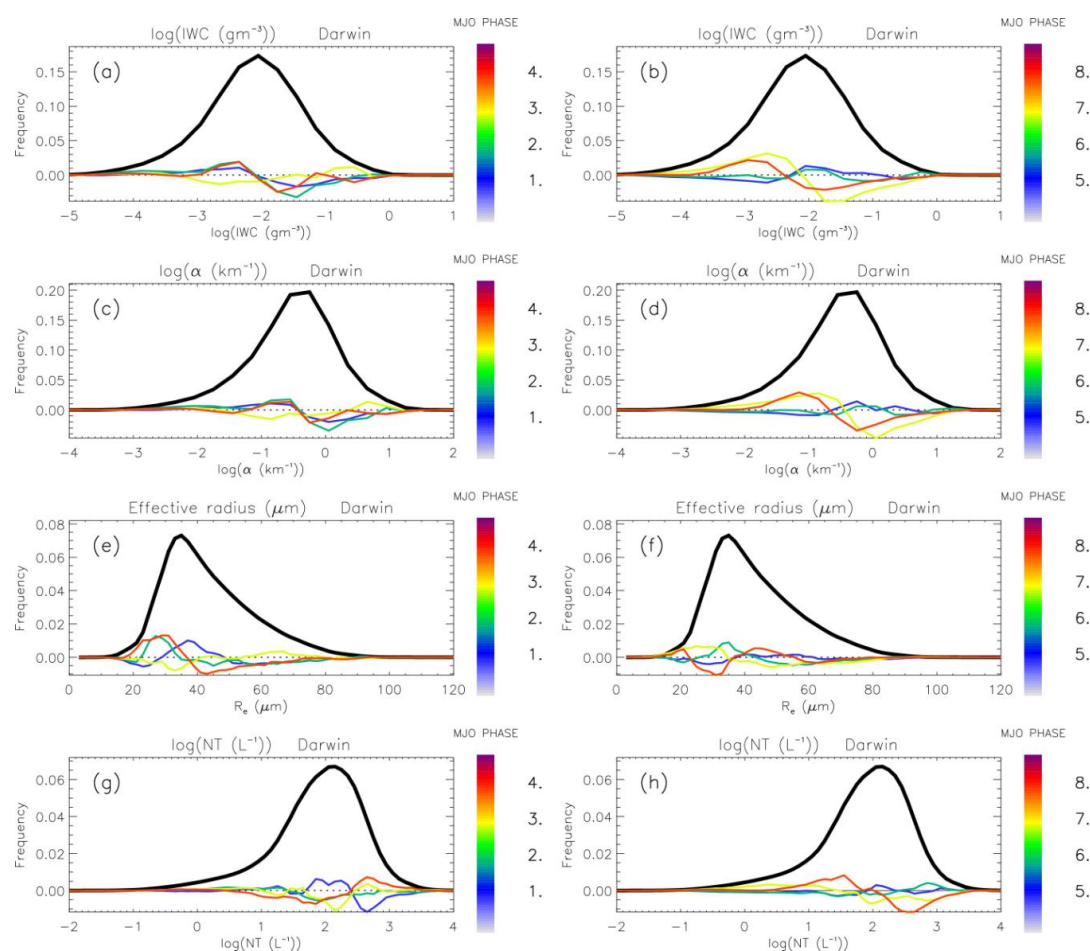 MJO PHASE
log(IWC (gm⁻³)) Darwin
(a)
Frequency
0.15
0.10
0.05
0.00
-5 -4 -3 -2 -1 0 1
log(IWC (gm⁻³))
4.
3.
2.
1.
MJO PHASE
log(IWC (gm⁻³)) Darwin
(b)
Frequency
0.15
0.10
0.05
0.00
-5 -4 -3 -2 -1 0 1
log(IWC (gm⁻³))
8.
7.
6.
5.
MJO PHASE
log(α (km⁻¹)) Darwin
(c)
Frequency
0.20
0.15
0.10
0.05
0.00
-4 -3 -2 -1 0 1 2
log(α (km⁻¹))
4.
3.
2.
1.
MJO PHASE
log(α (km⁻¹)) Darwin
(d)
Frequency
0.20
0.15
0.10
0.05
0.00
-4 -3 -2 -1 0 1 2
log(α (km⁻¹))
8.
7.
6.
5.
MJO PHASE
Effective radius (μm) Darwin
(e)
Frequency
0.08
0.06
0.04
0.02
0.00
0 20 40 60 80 100 120
Rₑ (μm)
4.
3.
2.
1.
MJO PHASE
Effective radius (μm) Darwin
(f)
Frequency
0.08
0.06
0.04
0.02
0.00
0 20 40 60 80 100 120
Rₑ (μm)
8.
7.
6.
5.
MJO PHASE
log(NT (L⁻¹)) Darwin
(g)
Frequency
0.06
0.04
0.02
0.00
-2 -1 0 1 2 3 4
log(NT (L⁻¹))
4.
3.
2.
1.
MJO PHASE
log(NT (L⁻¹)) Darwin
(h)
Frequency
0.06
0.04
0.02
0.00
-2 -1 0 1 2 3 4
log(NT (L⁻¹))
8.
7.
6.
5.